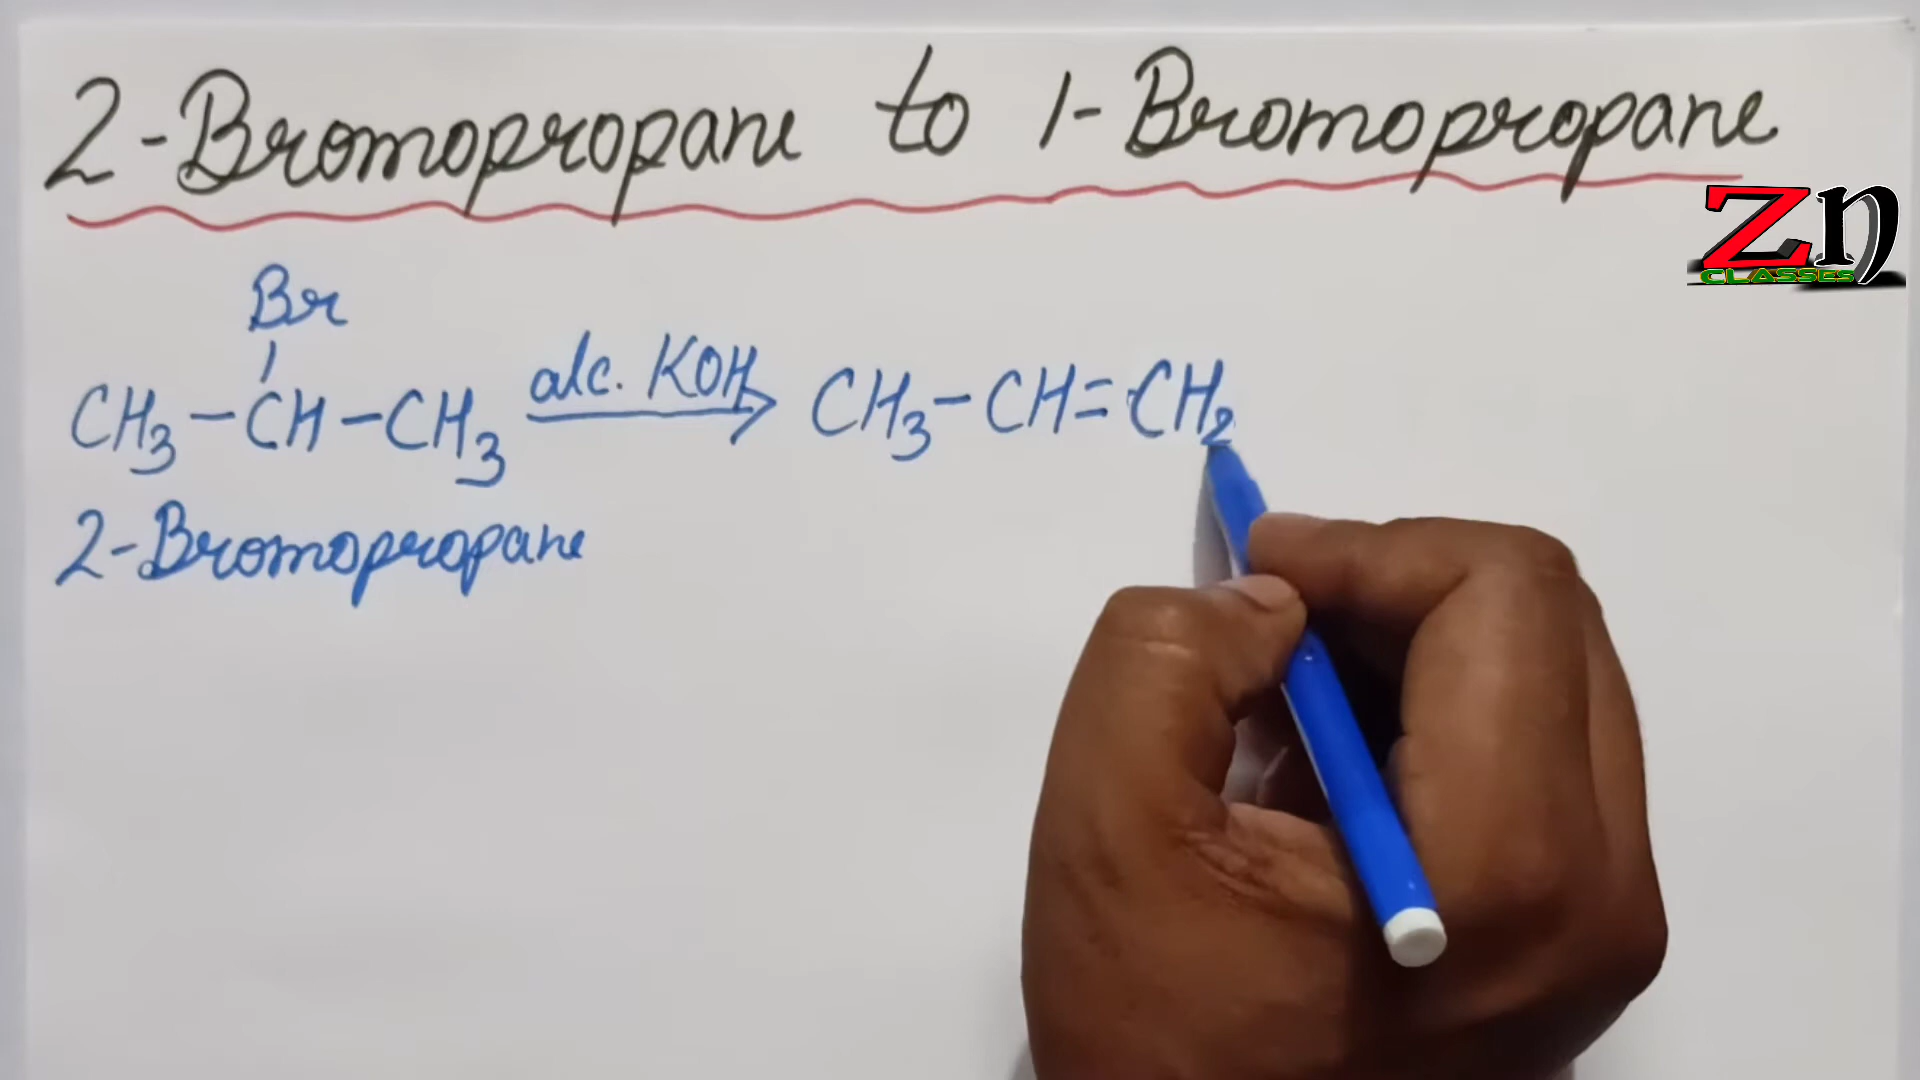 2-Bromopropane to 1-Bromopropane
Zn
CLASSES
Br
CH3-CH-CH3 alc. KOH CH3-CH=CH2
2-Bromopropane